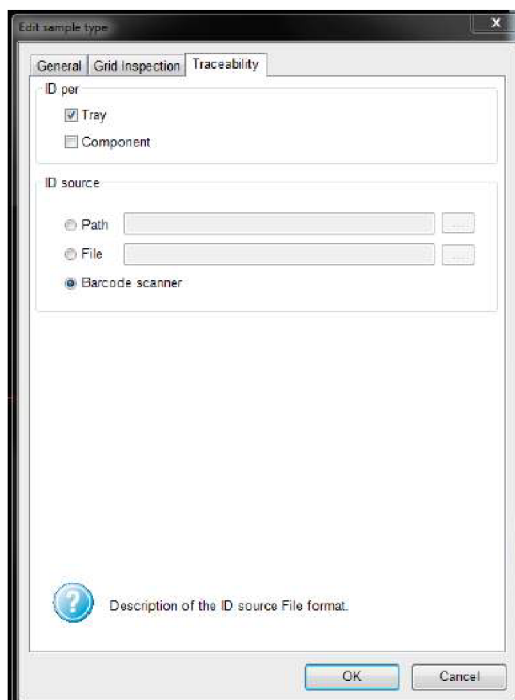 Edit sample type
x
General Grid Inspection Traceability
ID per
Tray
Component
ID source
Path ...
File ...
Barcode scanner
? Description of the ID source File format.
OK Cancel